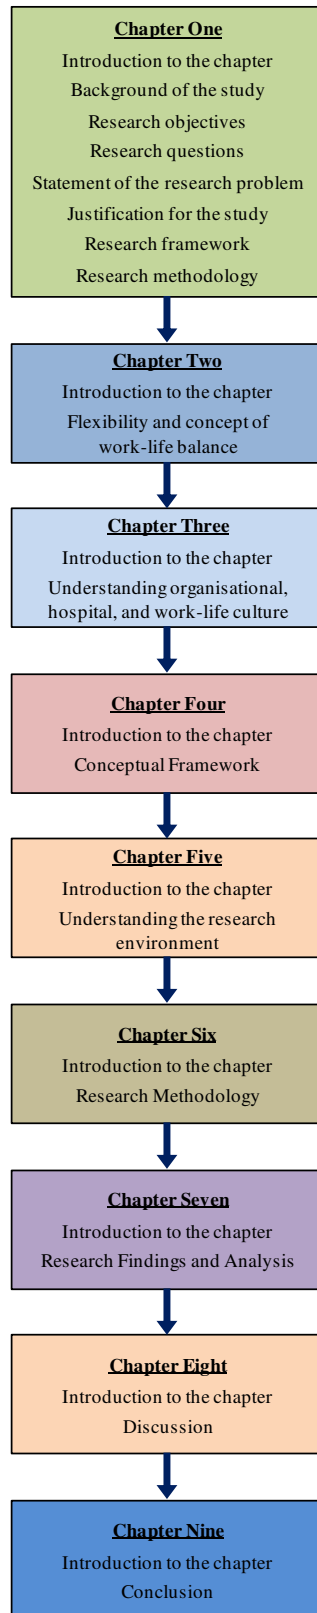 Chapter One
Introduction to the chapter
Background of the study
Research objectives
Research questions
Statement of the research problem
Justification for the study
Research framework
Research methodology
Chapter Two
Introduction to the chapter
Flexibility and concept of
work-life balance
Chapter Three
Introduction to the chapter
Understanding organisational,
hospital, and work-life culture
Chapter Four
Introduction to the chapter
Conceptual Framework
Chapter Five
Introduction to the chapter
Understanding the research
environment
Chapter Six
Introduction to the chapter
Research Methodology
Chapter Seven
Introduction to the chapter
Research Findings and Analysis
Chapter Eight
Introduction to the chapter
Discussion
Chapter Nine
Introduction to the chapter
Conclusion